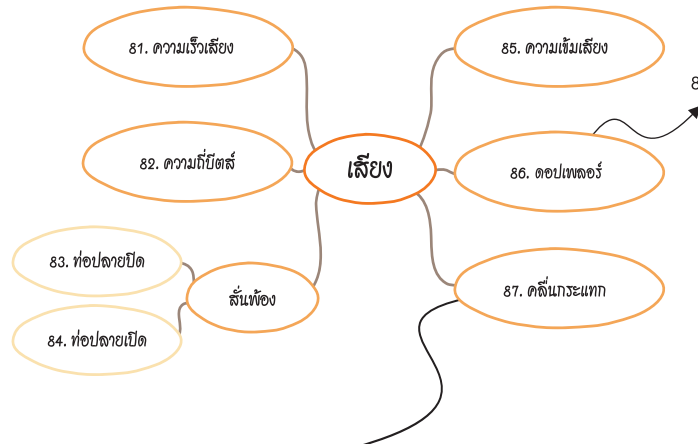 81. ความเร็วเสียง
85. ความเข้มเสียง
8
82. ความถี่บีตส์
เสียง
86. ดอปเพลอร์
83. ท่อปลายปิด
สั่นพ้อง
87. คลื่นกระแทก
84. ท่อปลายเปิด